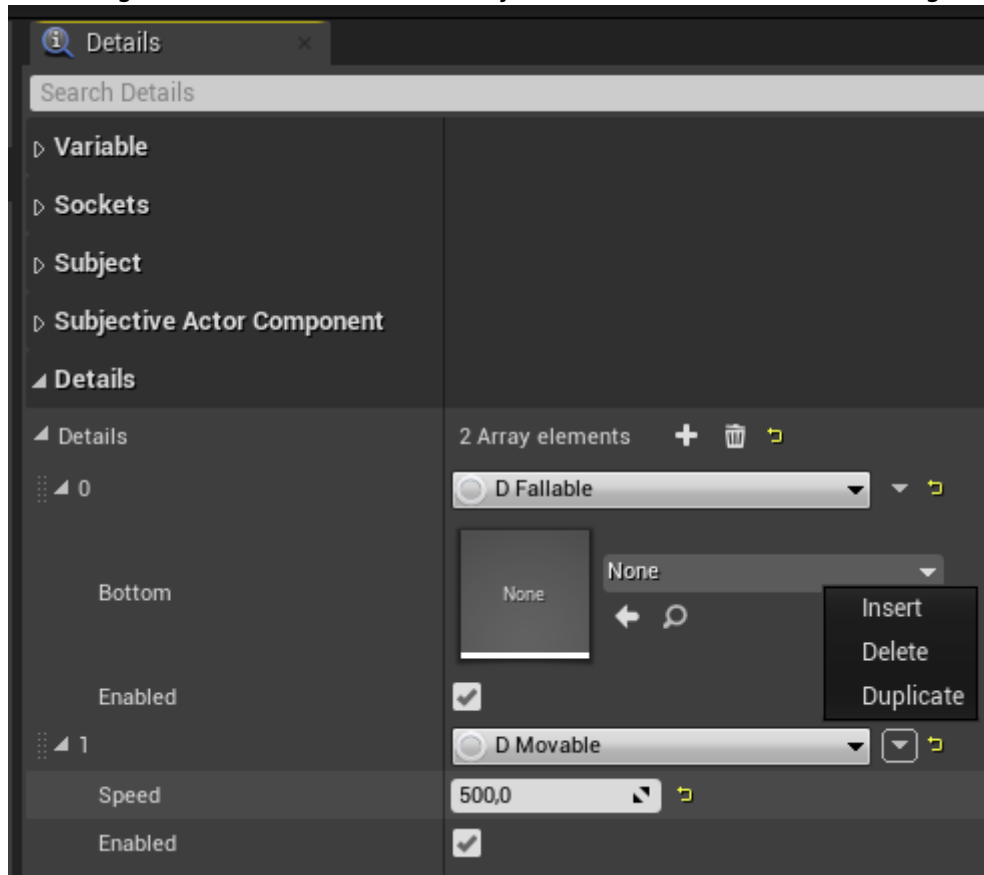 Details
Search Details
Variable
Sockets
Subject
Subjective Actor Component
Details
Details 2 Array elements
0 D Fallable
Bottom None None
Insert
Delete
Duplicate
Enabled
1 D Movable
Speed 500,0
Enabled